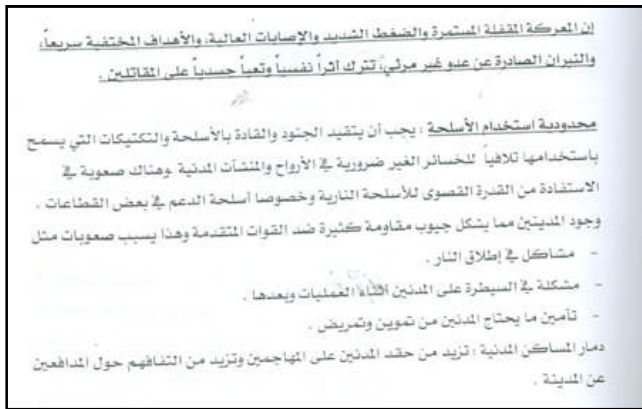 إن المعركة المقفلة المستمرة والضغط الشديد والإصابات العالية، والأهداف المختفية سريعاً،
والنيران الصادرة عن عدو غير مرئي، تترك أثراً نفسياً وتعباً جسدياً على المقاتلين .
محدودية استخدام الأسلحة : يجب أن يتقيد الجنود والقادة بالأسلحة والتكتيكات التي يسمح
باستخدامها تلافياً للخسائر الغير ضرورية في الأرواح والمنشآت المدنية وهناك صعوبة في
الاستفادة من القدرة القصوى للأسلحة النارية وخصوصا أسلحة الدعم في بعض القطاعات .
وجود المدينين مما يشكل جيوب مقاومة كثيرة ضد القوات المتقدمة وهذا يسبب صعوبات مثل
- مشاكل في إطلاق النار .
- مشكلة في السيطرة على المدنين أثناء العمليات وبعدها .
- تأمين ما يحتاج المدنين من تموين وتمريض .
دمار المساكن المدنية : تزيد من حقد المدنين على المهاجمين وتزيد من التفافهم حول المدافعين
عن المدينة .